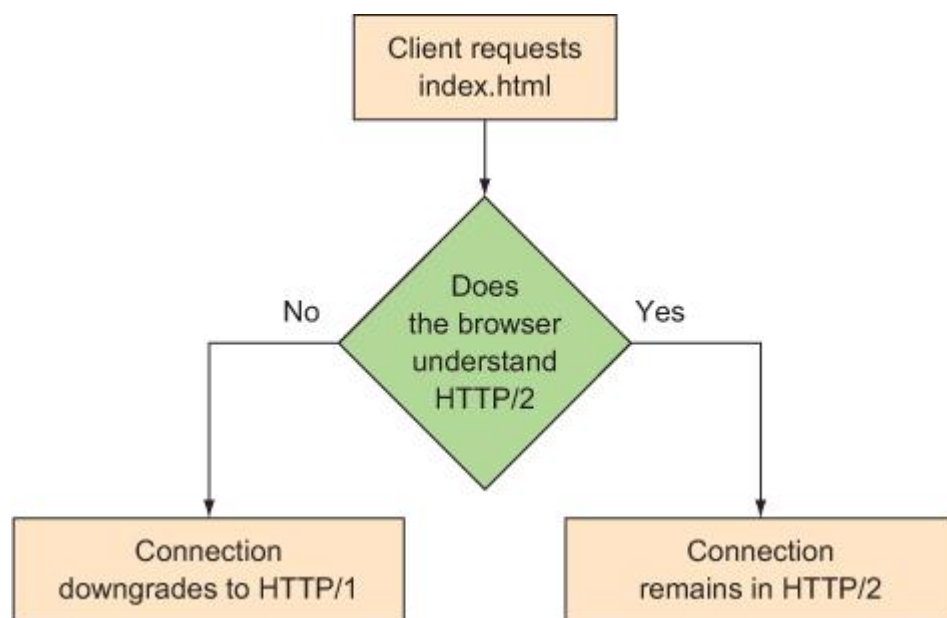 Client requests
index.html
Does
the browser
understand
HTTP/2
No
Yes
Connection
downgrades to HTTP/1
Connection
remains in HTTP/2